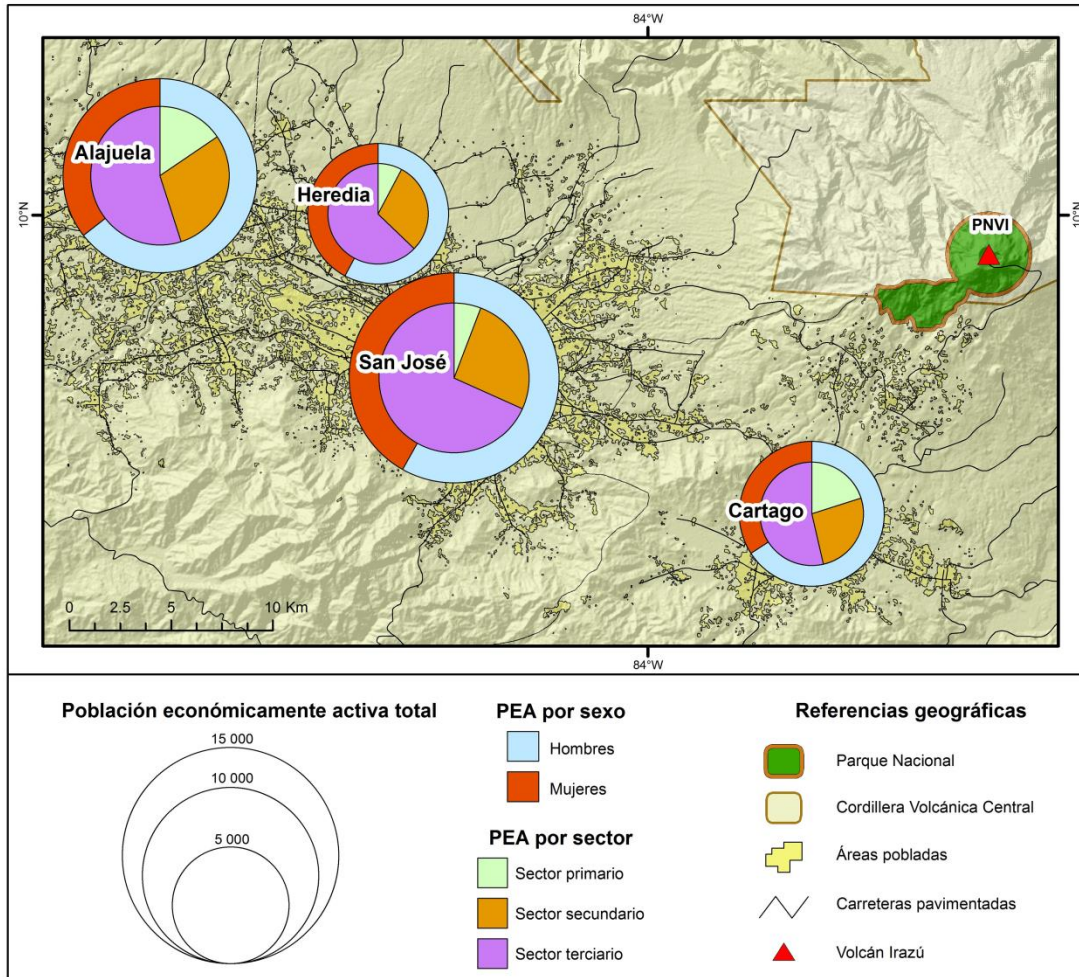 84°W
10°N
10°N
Alajuela
Heredia
PNVI
San José
Cartago
0 2.5 5 10 Km
84°W
Población económicamente activa total
15 000
10 000
5 000
PEA por sexo
Hombres
Mujeres
PEA por sector
Sector primario
Sector secundario
Sector terciario
Referencias geográficas
Parque Nacional
Cordillera Volcánica Central
Áreas pobladas
Carreteras pavimentadas
Volcán Irazú